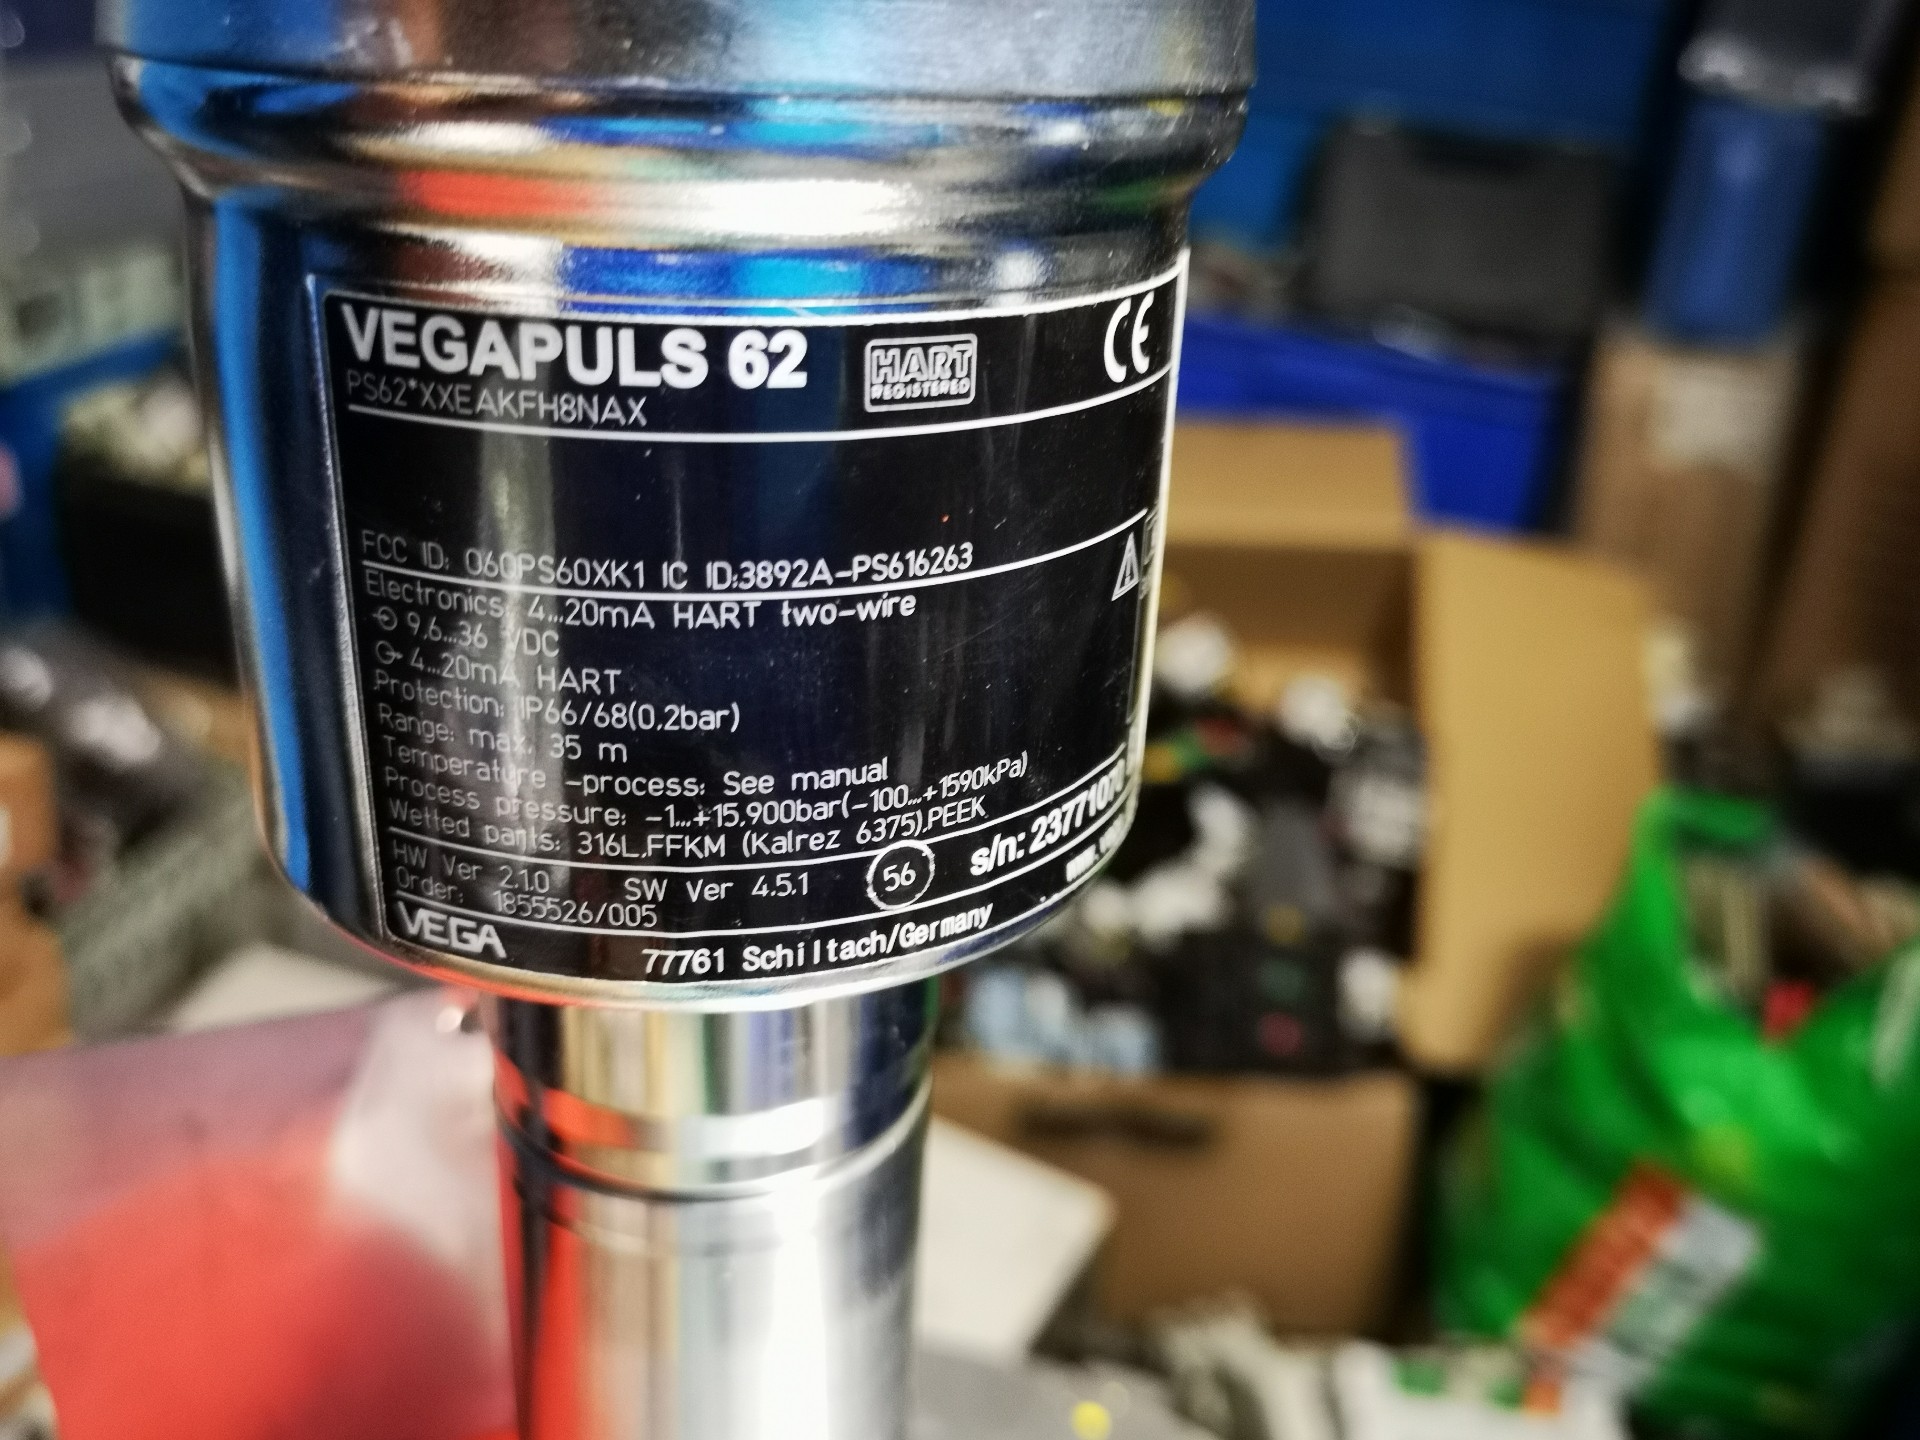 VEGAPULS 62
HART
REGISTERED
CE
PS62*XXEAKFH8NAX
FCC ID: O6QPS60XK1 IC ID:3892A-PS616263
Electronics: 4...20mA HART two-wire
9,6...36 VDC
4...20mA HART
Protection: IP66/68(0,2bar)
Range: max. 35 m
Temperature -process: See manual
Process pressure: -1...+15,900bar(-100...+1590kPa)
Wetted parts: 316L,FFKM (Kalrez 6375),PEEK
HW Ver 2.1.0 SW Ver 4.5.1 56 s/n: 23771070
Order: 1855526/005
VEGA 77761 Schiltach/Germany